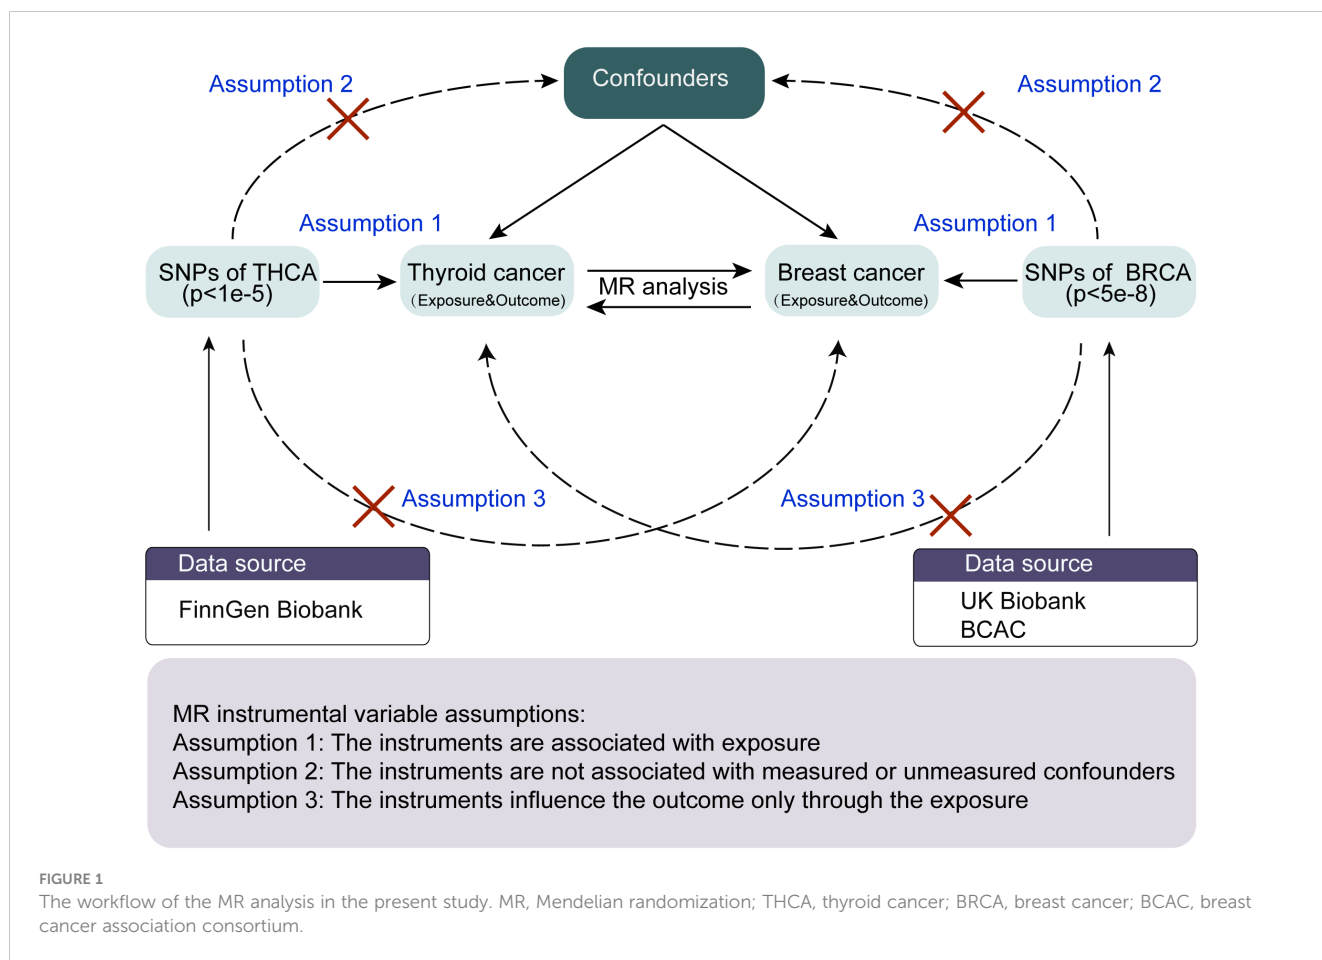 Confounders
Assumption 2
Assumption 2
Assumption 1
Assumption 1
SNPs of THCA
(p<1e-5)
Thyroid cancer
(Exposure&Outcome)
MR analysis
Breast cancer
(Exposure&Outcome)
SNPs of BRCA
(p<5e-8)
Assumption 3
Assumption 3
Data source
FinnGen Biobank
Data source
UK Biobank
BCAC
MR instrumental variable assumptions:
Assumption 1: The instruments are associated with exposure
Assumption 2: The instruments are not associated with measured or unmeasured confounders
Assumption 3: The instruments influence the outcome only through the exposure
FIGURE 1
The workflow of the MR analysis in the present study. MR, Mendelian randomization; THCA, thyroid cancer; BRCA, breast cancer; BCAC, breast
cancer association consortium.